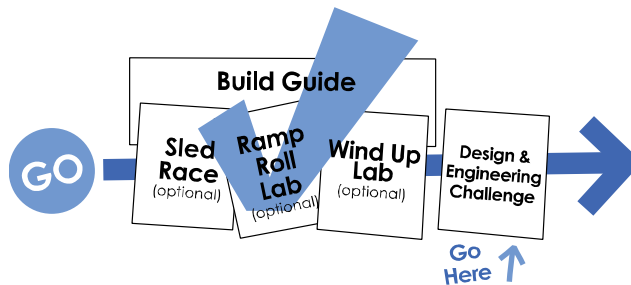 GO
Build Guide
Sled
Race
(optional)
Ramp
Roll
Lab
(optional)
Wind Up
Lab
(optional)
Design &
Engineering
Challenge
Go
Here